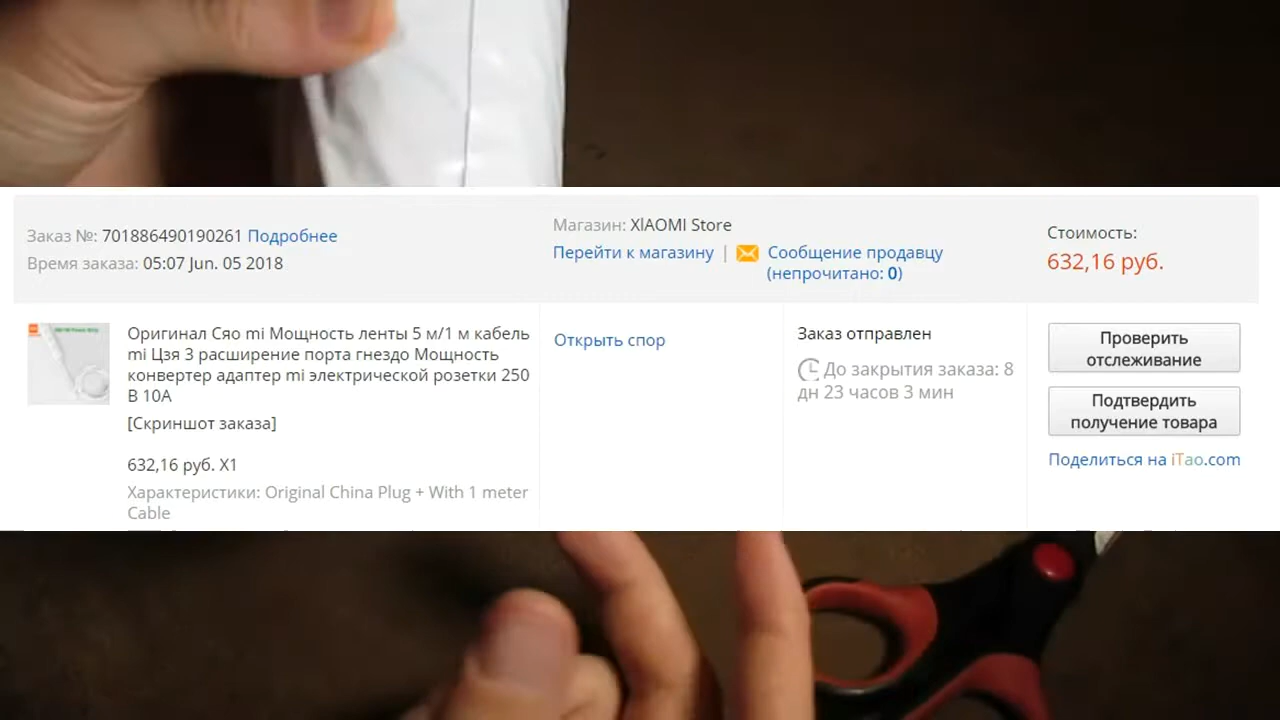 Заказ №: 701886490190261 Подробнее
Время заказа: 05:07 Jun. 05 2018
Магазин: XlAOMI Store
Перейти к магазину | Сообщение продавцу
(непрочитано: 0)
Стоимость:
632,16 руб.
Оригинал Сяо mi Мощность ленты 5 м/1 м кабель
mi Цзя 3 расширение порта гнездо Мощность
конвертер адаптер mi электрической розетки 250
В 10А
[Скриншот заказа]
632,16 руб. X1
Характеристики: Original China Plug + With 1 meter
Cable
Открыть спор
Заказ отправлен
До закрытия заказа: 8
дн 23 часов 3 мин
Проверить
отслеживание
Подтвердить
получение товара
Поделиться на iTao.com